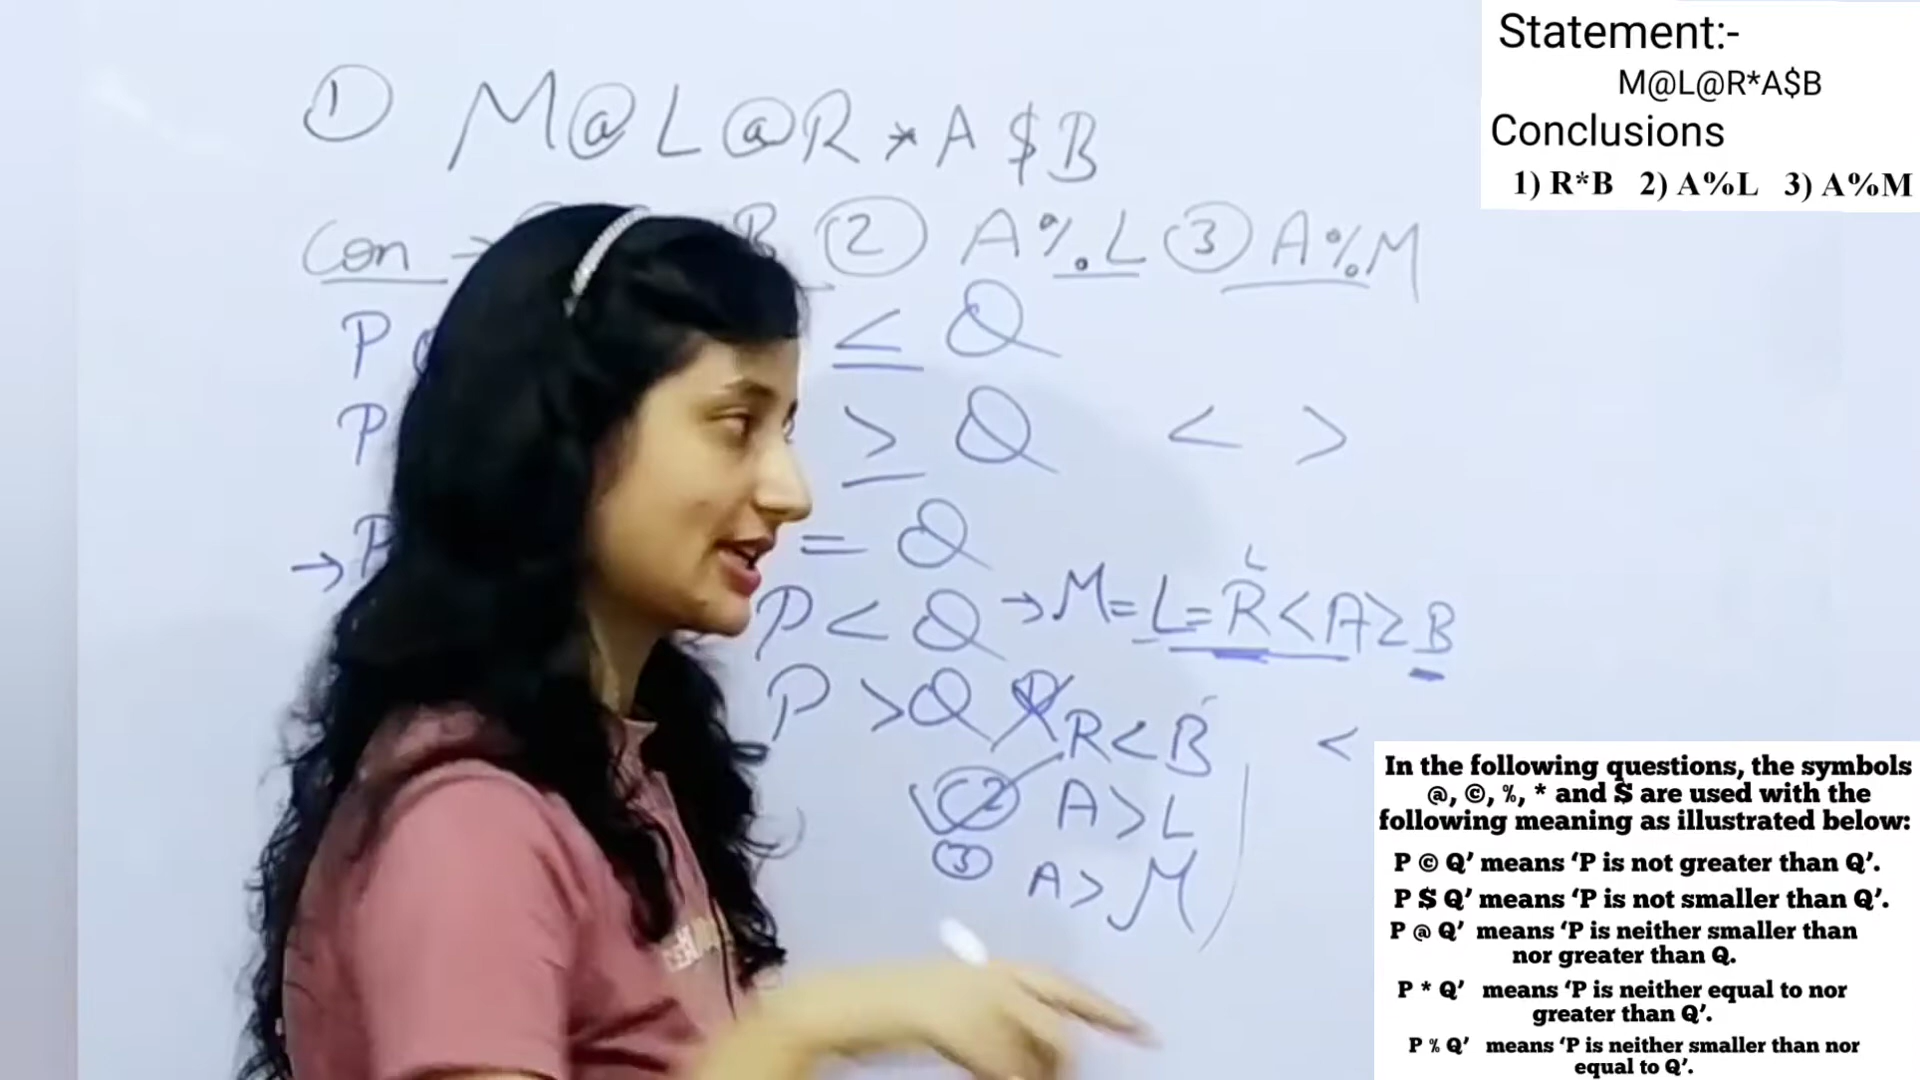 ① M@L@R*A$B
Con → B ② A%L ③ A%M
P ≤ Q
P ≥ Q < >
→ P = Q
P < Q → M=L=R<A≥B
L
P > Q ① R<B <
② A>L
③ A>M
Statement:-
M@L@R*A$B
Conclusions
1) R*B 2) A%L 3) A%M
In the following questions, the symbols
@, ©, %, * and $ are used with the
following meaning as illustrated below:
P © Q’ means ‘P is not greater than Q’.
P $ Q’ means ‘P is not smaller than Q’.
P @ Q’ means ‘P is neither smaller than
nor greater than Q.
P * Q’ means ‘P is neither equal to nor
greater than Q’.
P % Q’ means ‘P is neither smaller than nor
equal to Q’.